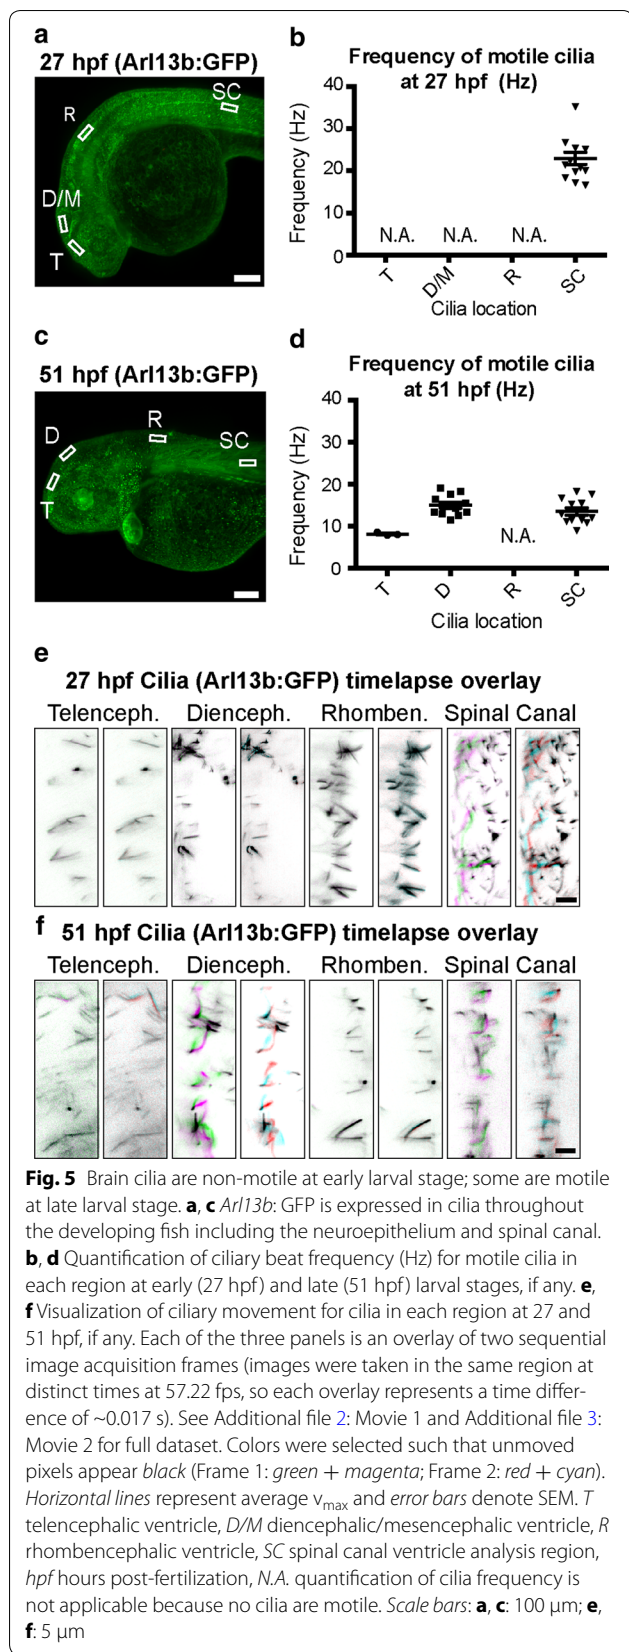 a
27 hpf (Arl13b:GFP)
SC
R
D/M
T
b
Frequency of motile cilia
at 27 hpf (Hz)
Frequency (Hz)
40
30
20
10
0
N.A.
N.A.
N.A.
T
D/M
R
SC
Cilia location
c
51 hpf (Arl13b:GFP)
D
R
SC
T
d
Frequency of motile cilia
at 51 hpf (Hz)
Frequency (Hz)
40
30
20
10
0
N.A.
T
D
R
SC
Cilia location
e
27 hpf Cilia (Arl13b:GFP) timelapse overlay
Telenceph. Dienceph. Rhomben. Spinal Canal
f
51 hpf Cilia (Arl13b:GFP) timelapse overlay
Telenceph. Dienceph. Rhomben. Spinal Canal
Fig. 5 Brain cilia are non-motile at early larval stage; some are motile
at late larval stage. a, c Arl13b: GFP is expressed in cilia throughout
the developing fish including the neuroepithelium and spinal canal.
b, d Quantification of ciliary beat frequency (Hz) for motile cilia in
each region at early (27 hpf) and late (51 hpf) larval stages, if any. e,
f Visualization of ciliary movement for cilia in each region at 27 and
51 hpf, if any. Each of the three panels is an overlay of two sequential
image acquisition frames (images were taken in the same region at
distinct times at 57.22 fps, so each overlay represents a time differ-
ence of ~0.017 s). See Additional file 2: Movie 1 and Additional file 3:
Movie 2 for full dataset. Colors were selected such that unmoved
pixels appear black (Frame 1: green + magenta; Frame 2: red + cyan).
Horizontal lines represent average vmax and error bars denote SEM. T
telencephalic ventricle, D/M diencephalic/mesencephalic ventricle, R
rhombencephalic ventricle, SC spinal canal ventricle analysis region,
hpf hours post-fertilization, N.A. quantification of cilia frequency is
not applicable because no cilia are motile. Scale bars: a, c: 100 μm; e,
f: 5 μm